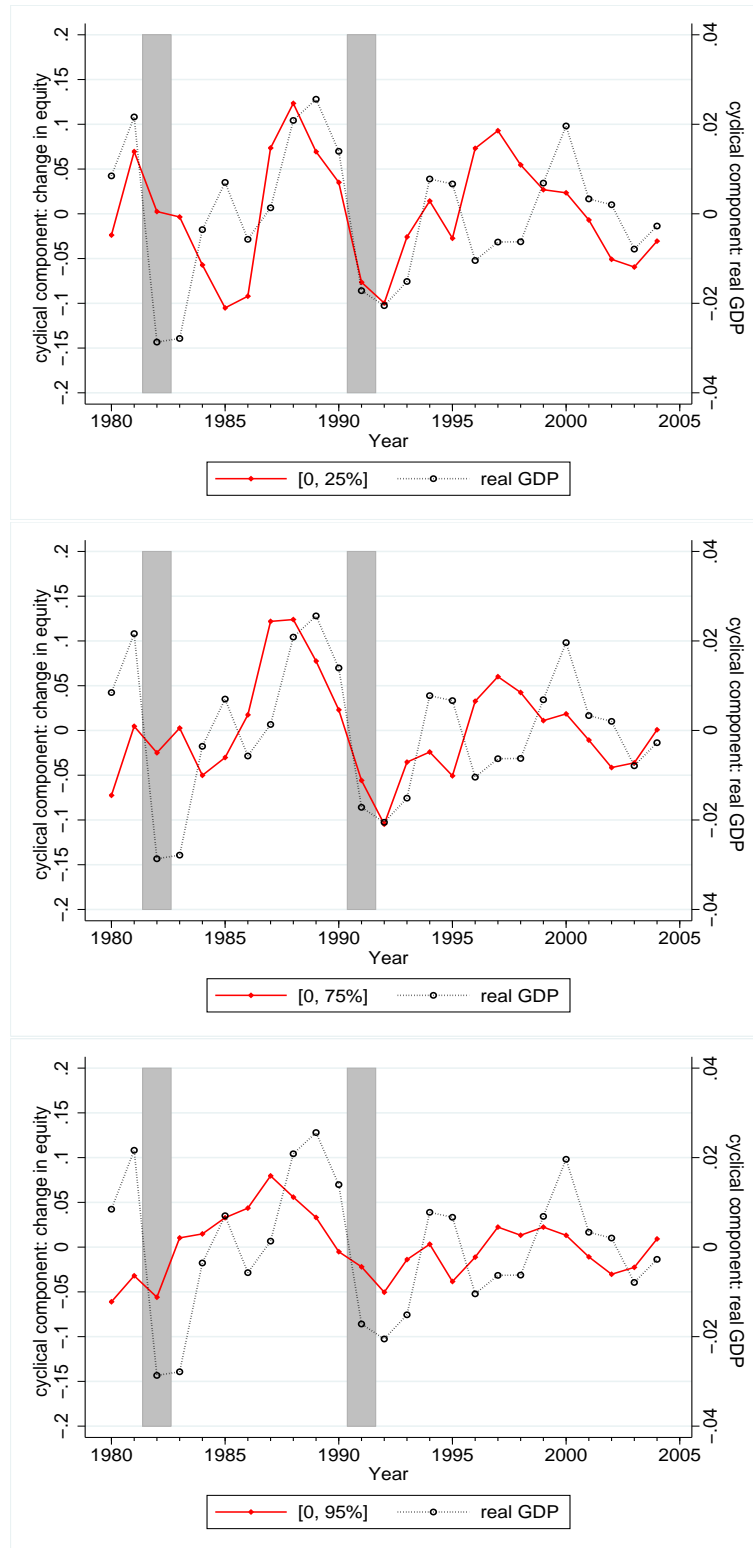 cyclical component: change in equity
.2
.15
.1
.05
0
-.05
-.1
-.15
-.2
cyclical component: real GDP
.04
.02
0
-.02
-.04
1980 1985 1990 1995 2000 2005
Year
[0, 25%] real GDP
cyclical component: change in equity
.2
.15
.1
.05
0
-.05
-.1
-.15
-.2
cyclical component: real GDP
.04
.02
0
-.02
-.04
1980 1985 1990 1995 2000 2005
Year
[0, 75%] real GDP
cyclical component: change in equity
.2
.15
.1
.05
0
-.05
-.1
-.15
-.2
cyclical component: real GDP
.04
.02
0
-.02
-.04
1980 1985 1990 1995 2000 2005
Year
[0, 95%] real GDP